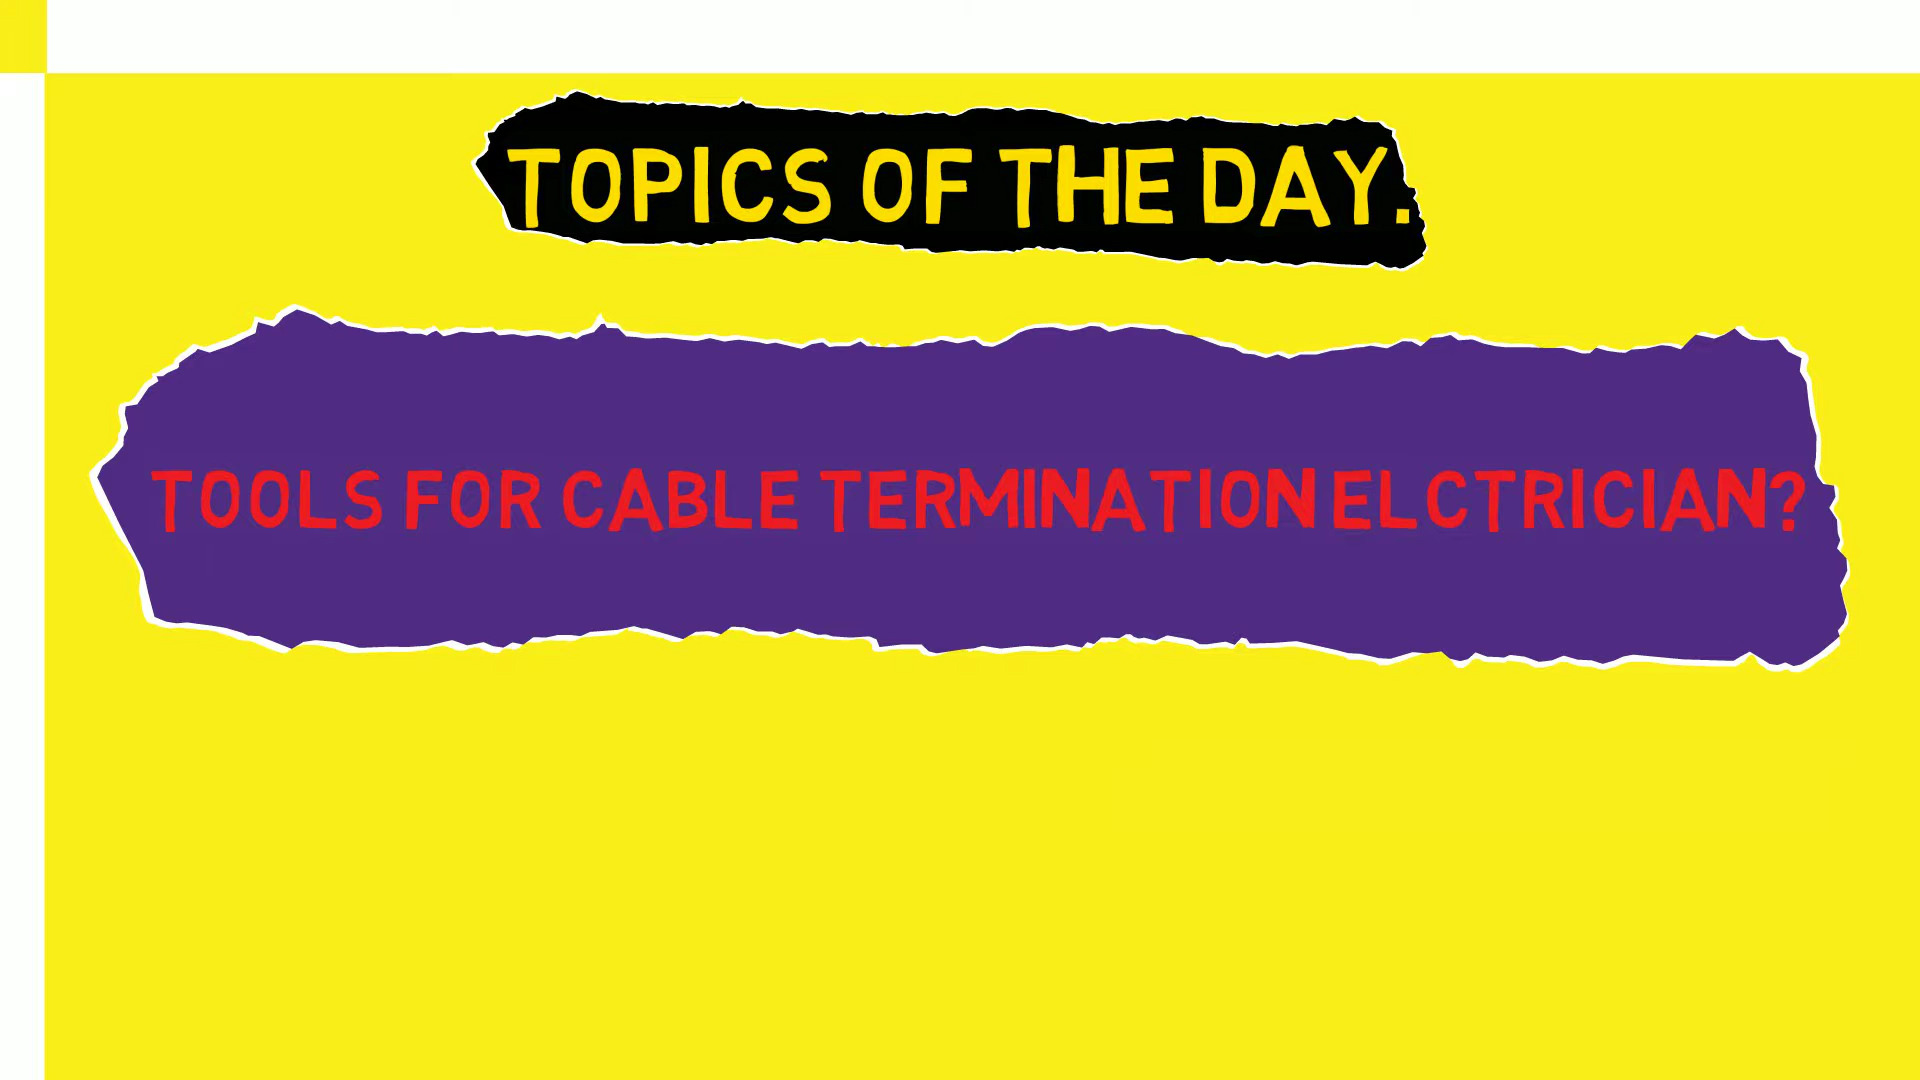 TOPICS OF THE DAY.
TOOLS FOR CABLE TERMINATION ELCTRICIAN?